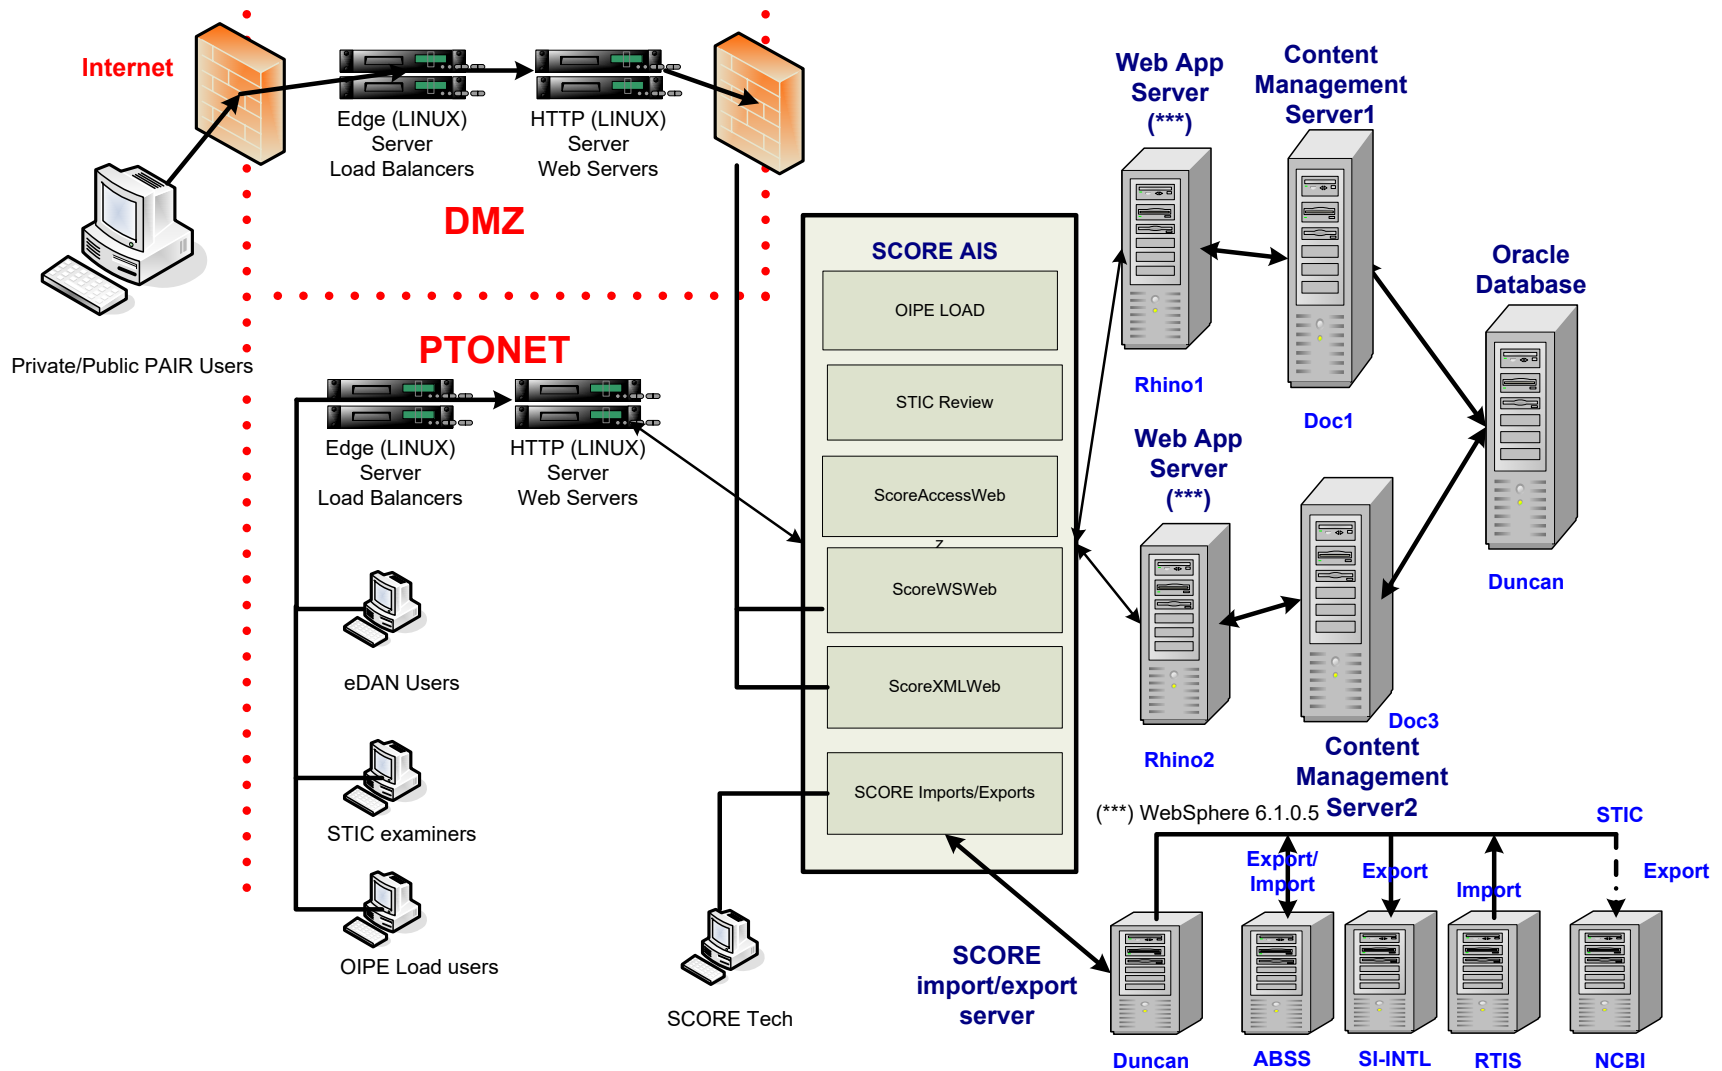 Internet
Edge (LINUX)
Server
Load Balancers
HTTP (LINUX)
Server
Web Servers
DMZ
Private/Public PAIR Users
PTONET
Edge (LINUX)
Server
Load Balancers
HTTP (LINUX)
Server
Web Servers
eDAN Users
STIC examiners
OIPE Load users
SCORE Tech
SCORE AIS
OIPE LOAD
STIC Review
ScoreAccessWeb
z
ScoreWSWeb
ScoreXMLWeb
SCORE Imports/Exports
Web App
Server
(***)
Rhino1
Content
Management
Server1
Doc1
Oracle
Database
Duncan
Web App
Server
(***)
Rhino2
Doc3
Content
Management
Server2
(***) WebSphere 6.1.0.5
STIC
Export/
Import
Export
Import
Export
SCORE
import/export
server
Duncan
ABSS
SI-INTL
RTIS
NCBI